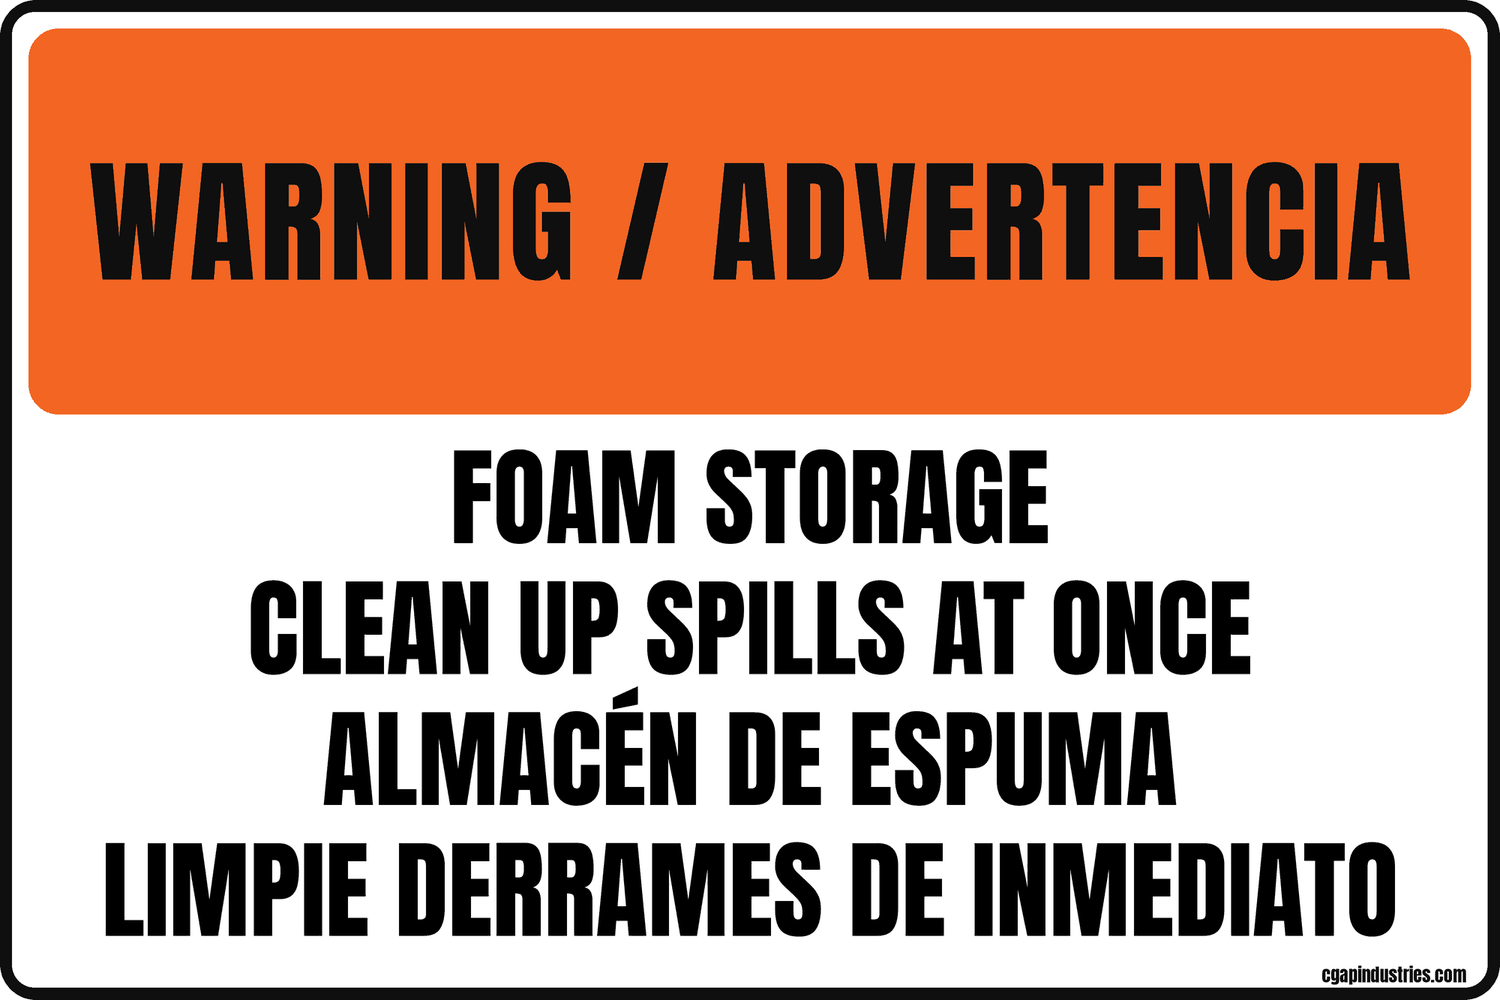 WARNING / ADVERTENCIA
FOAM STORAGE
CLEAN UP SPILLS AT ONCE
ALMACÉN DE ESPUMA
LIMPIE DERRAMES DE INMEDIATO
cgapindustries.com